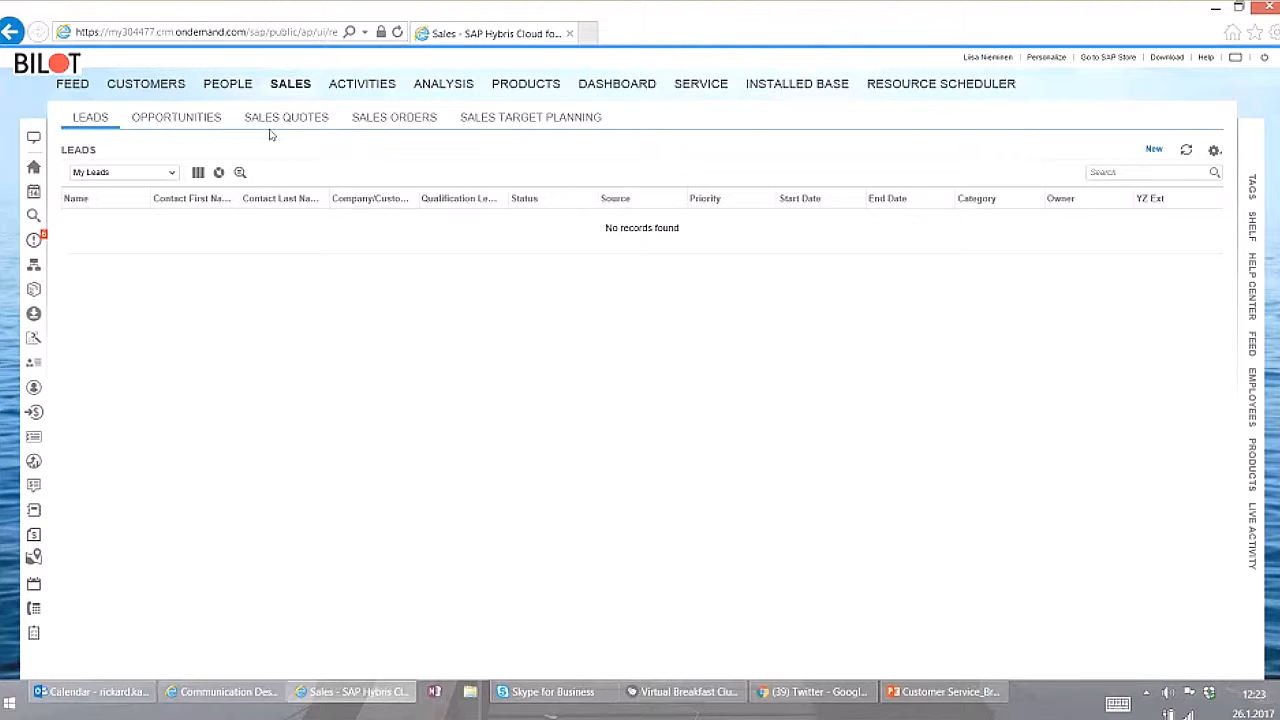 https://my304477.crm.ondemand.com/sap/public/ap/ui/re
Sales - SAP Hybris Cloud fo...
BILOT
Liisa Nieminen
Personalize
Go to SAP Store
Download
Help
FEED CUSTOMERS PEOPLE SALES ACTIVITIES ANALYSIS PRODUCTS DASHBOARD SERVICE INSTALLED BASE RESOURCE SCHEDULER
LEADS OPPORTUNITIES SALES QUOTES SALES ORDERS SALES TARGET PLANNING
LEADS
New
My Leads
Search
Name Contact First Na... Contact Last Na... Company/Custo... Qualification Le... Status Source Priority Start Date End Date Category Owner YZ Ext
No records found
14
TAGS
SHELF
HELP CENTER
FEED
EMPLOYEES
PRODUCTS
LIVE ACTIVITY
Calendar - rickard.ka...
Communication Des...
Sales - SAP Hybris Cl...
Skype for Business
Virtual Breakfast Clu...
(39) Twitter - Googl...
Customer Service_Br...
12:23
26.1.2017